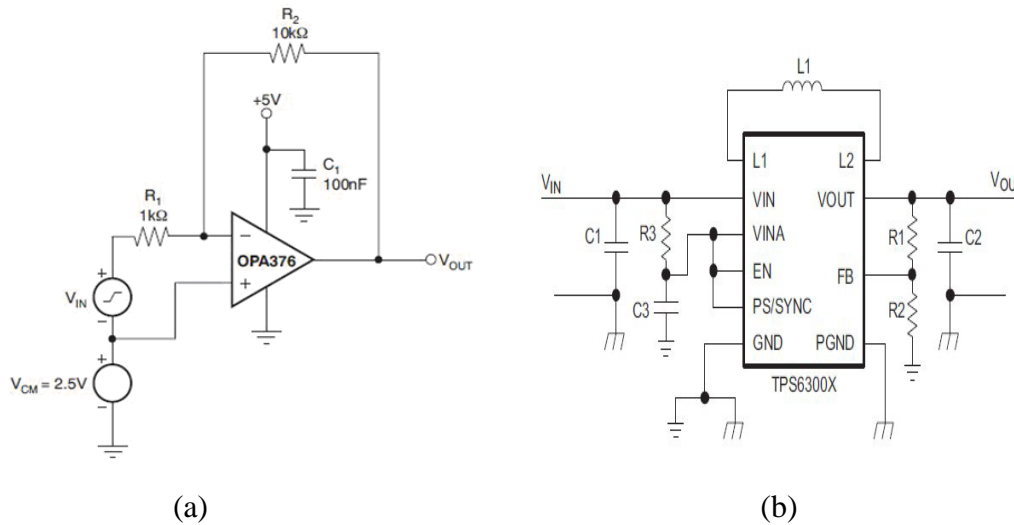 R2
10kΩ
+5V
C1
100nF
R1
1kΩ
−
OPA376
+
VOUT
+
VIN
−
+
VCM = 2.5V
−
(a)
L1
L1
L2
VIN
VIN
VOUT
VOU
C1
R3
VINA
R1
C2
EN
FB
C3
PS/SYNC
R2
GND
PGND
TPS6300X
(b)